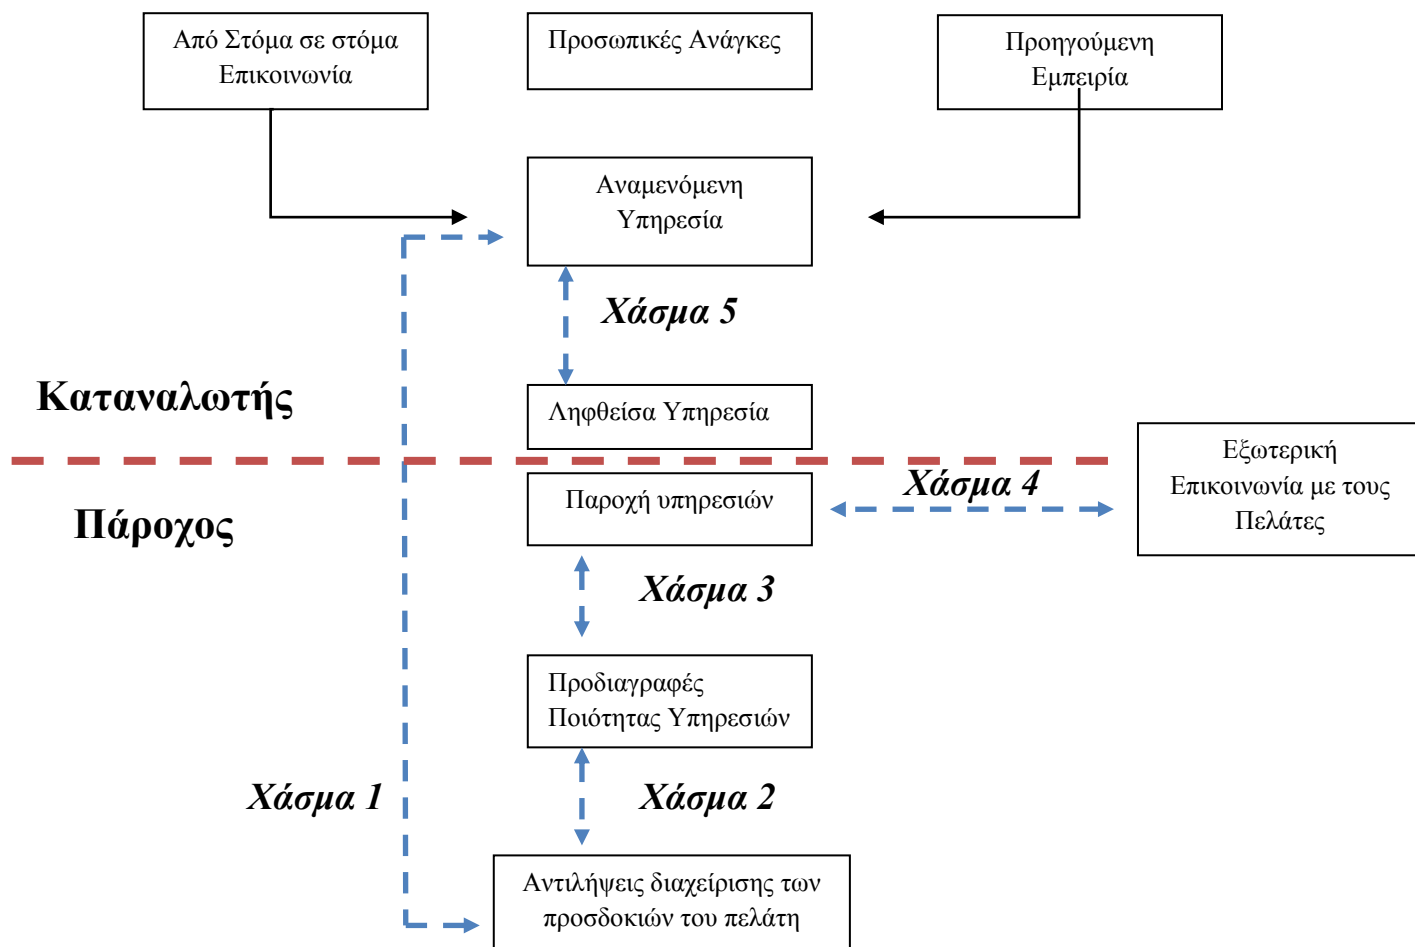 Από Στόμα σε στόμα
Επικοινωνία
Προσωπικές Ανάγκες
Προηγούμενη
Εμπειρία
Αναμενόμενη
Υπηρεσία
Χάσμα 5
Καταναλωτής
Ληφθείσα Υπηρεσία
Πάροχος
Παροχή υπηρεσιών
Χάσμα 4
Εξωτερική
Επικοινωνία με τους
Πελάτες
Χάσμα 3
Προδιαγραφές
Ποιότητας Υπηρεσιών
Χάσμα 1
Χάσμα 2
Αντιλήψεις διαχείρισης των
προσδοκιών του πελάτη